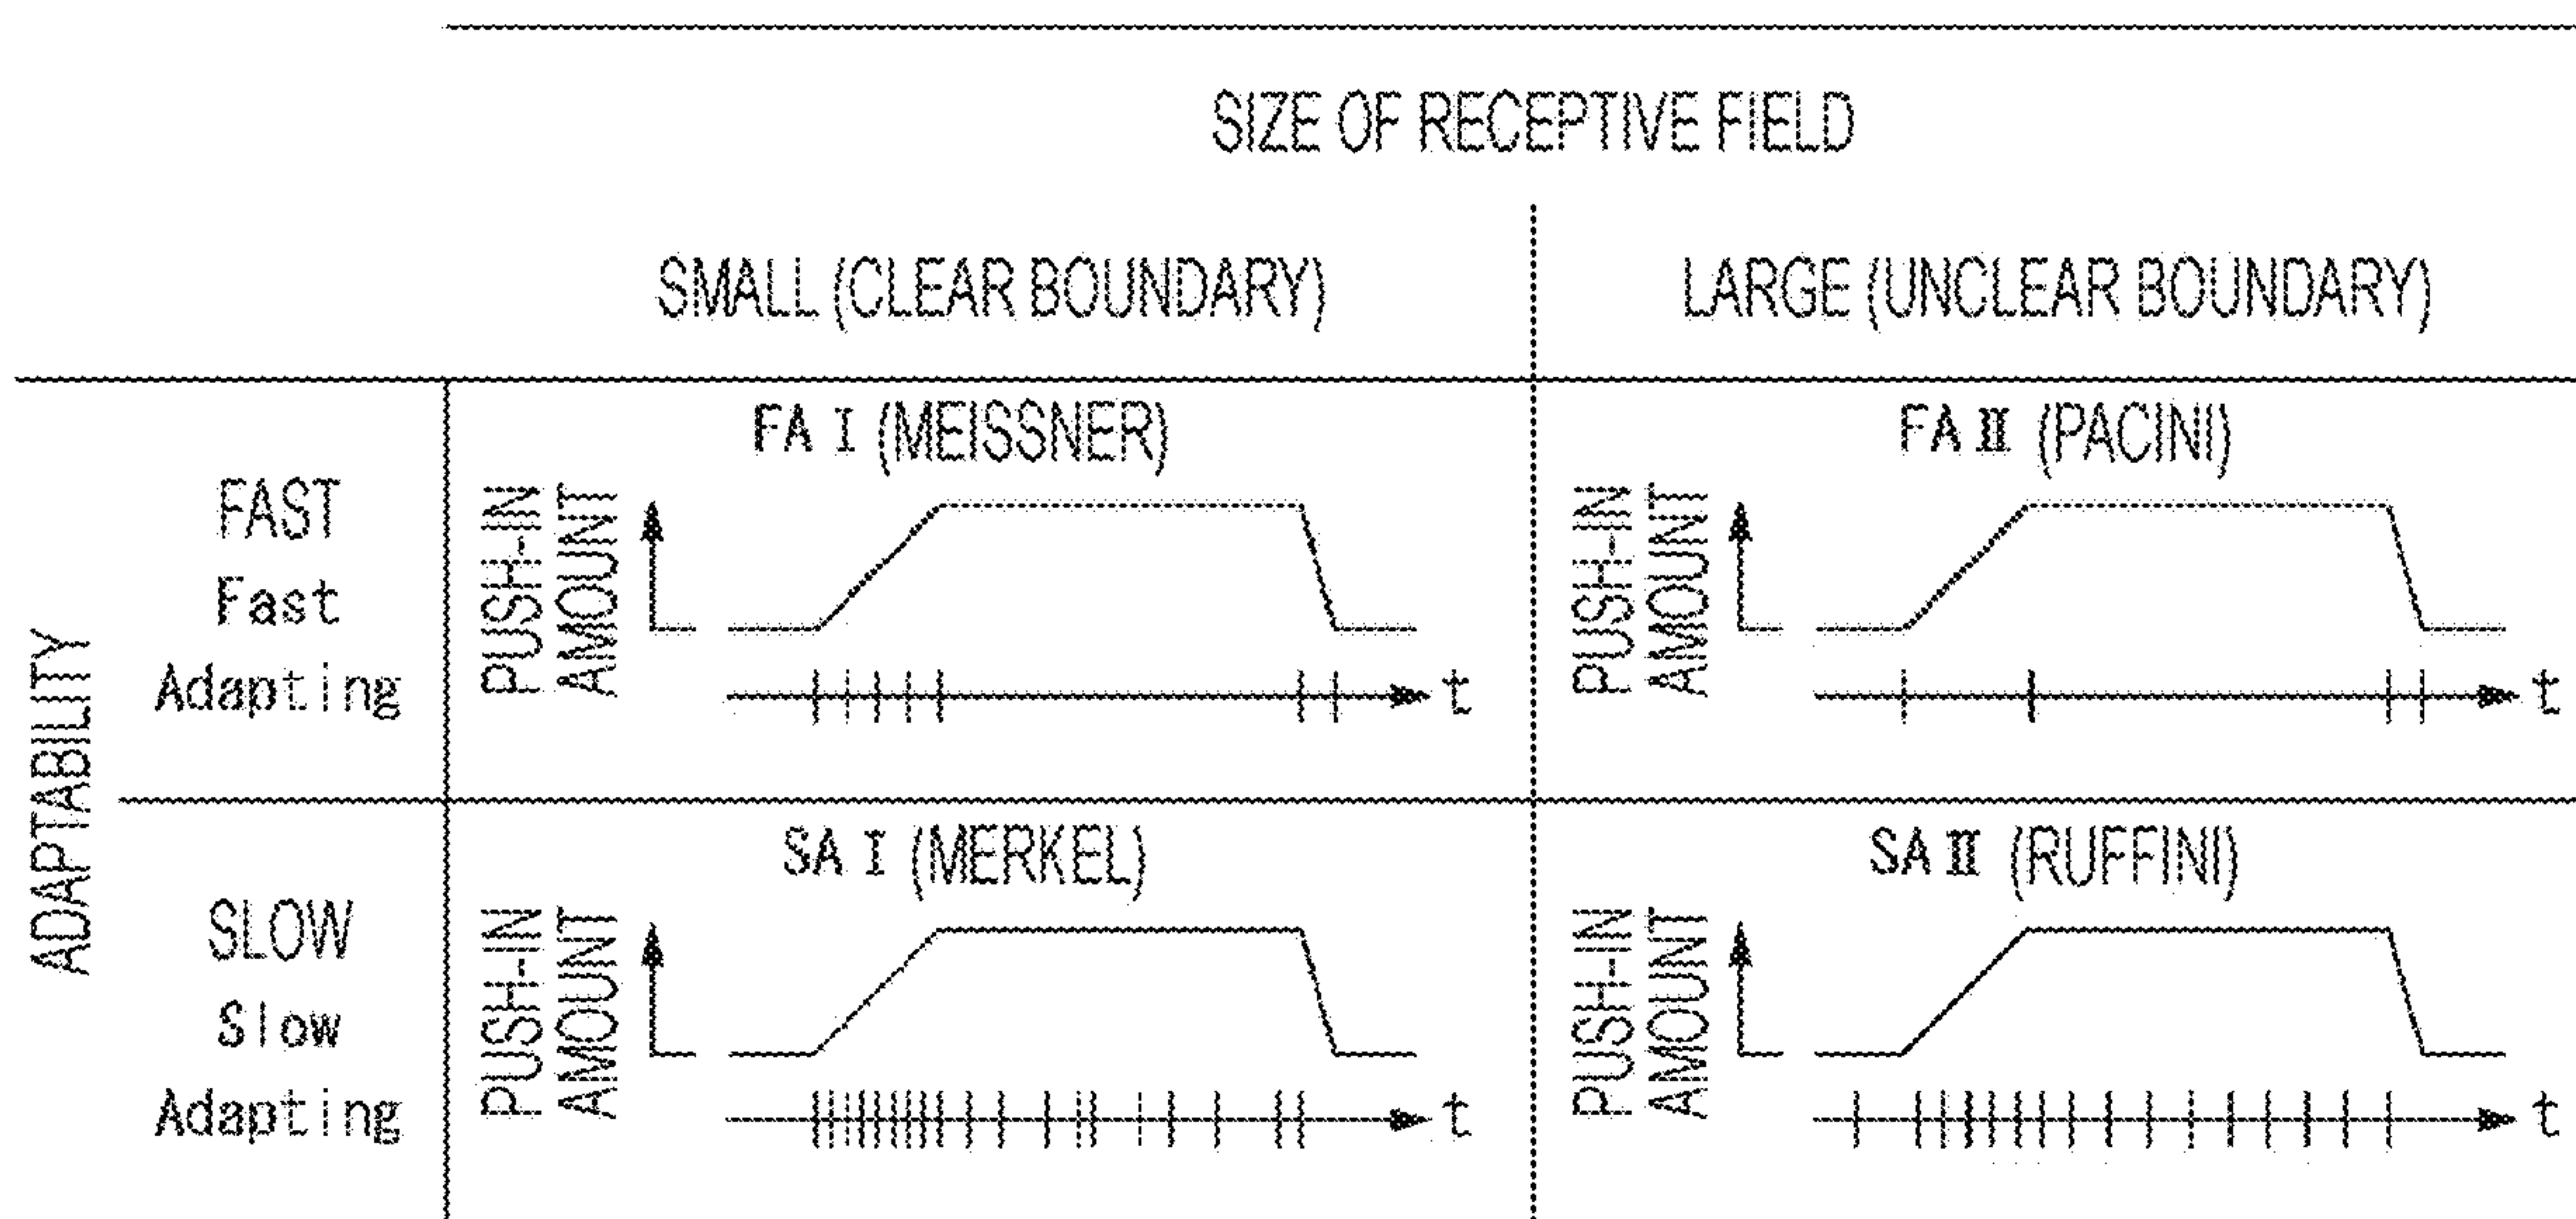 SIZE OF RECEPTIVE FIELD
SMALL (CLEAR BOUNDARY)
LARGE (UNCLEAR BOUNDARY)
ADAPTABILITY
FAST
Fast
Adapting
FA I (MEISSNER)
PUSH-IN
AMOUNT
t
FA II (PACINI)
PUSH-IN
AMOUNT
t
SLOW
Slow
Adapting
SA I (MERKEL)
PUSH-IN
AMOUNT
t
SA II (RUFFINI)
PUSH-IN
AMOUNT
t